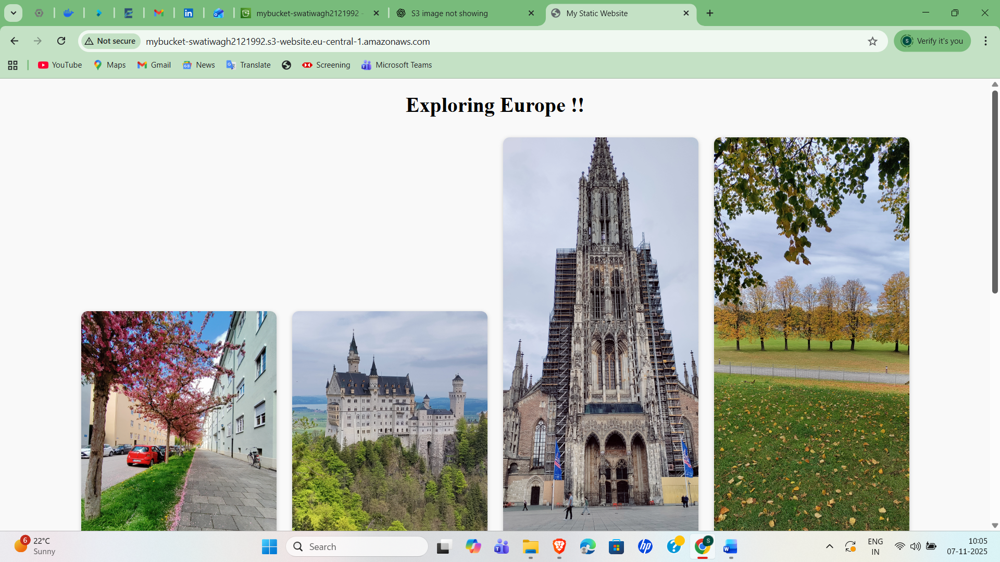 mybucket-swatiwagh2121992 -
S3 image not showing
My Static Website
Not secure
mybucket-swatiwagh2121992.s3-website.eu-central-1.amazonaws.com
S
Verify it's you
YouTube
Maps
Gmail
News
Translate
Screening
Microsoft Teams
Exploring Europe !!
6
22°C
Sunny
Search
ENG
IN
10:05
07-11-2025